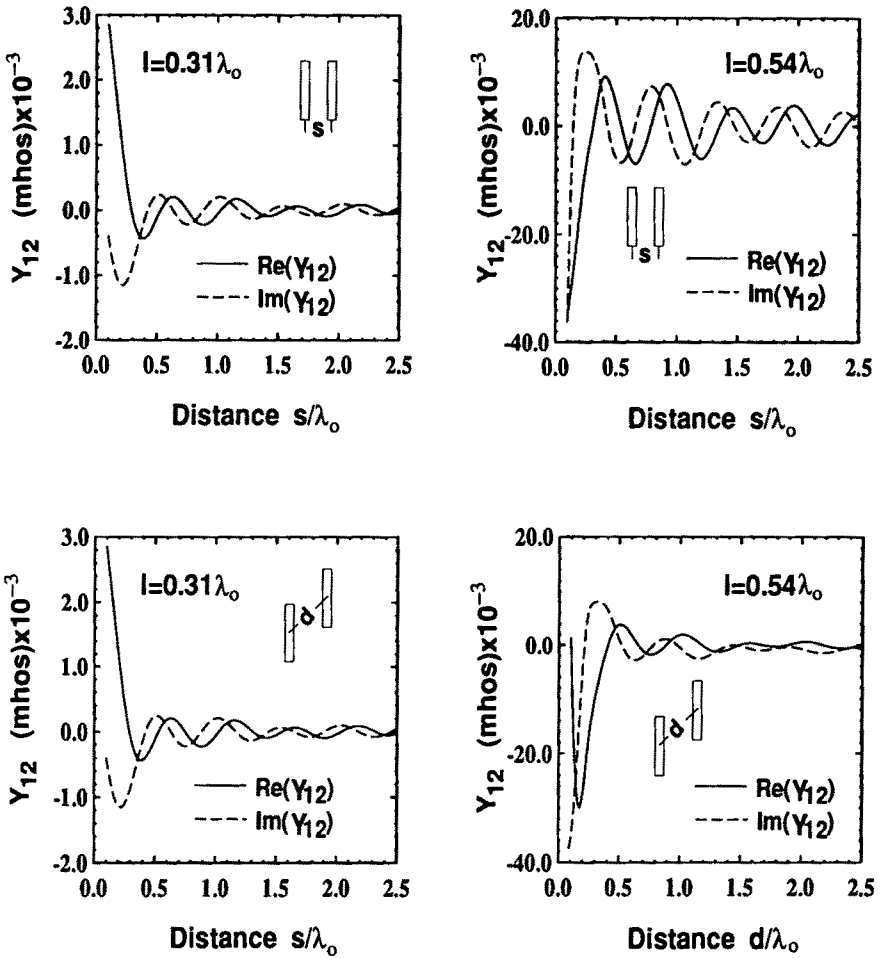 3.0
2.0
1.0
0.0
-1.0
-2.0
Y12 (mhos)x10−3
l=0.31λo
s
Re(Y12)
Im(Y12)
0.0 0.5 1.0 1.5 2.0 2.5
Distance s/λo
20.0
0.0
-20.0
-40.0
Y12 (mhos)x10−3
l=0.54λo
s
Re(Y12)
Im(Y12)
0.0 0.5 1.0 1.5 2.0 2.5
Distance s/λo
3.0
2.0
1.0
0.0
-1.0
-2.0
Y12 (mhos)x10−3
l=0.31λo
d
Re(Y12)
Im(Y12)
0.0 0.5 1.0 1.5 2.0 2.5
Distance s/λo
20.0
0.0
-20.0
-40.0
Y12 (mhos)x10−3
l=0.54λo
d
Re(Y12)
Im(Y12)
0.0 0.5 1.0 1.5 2.0 2.5
Distance d/λo